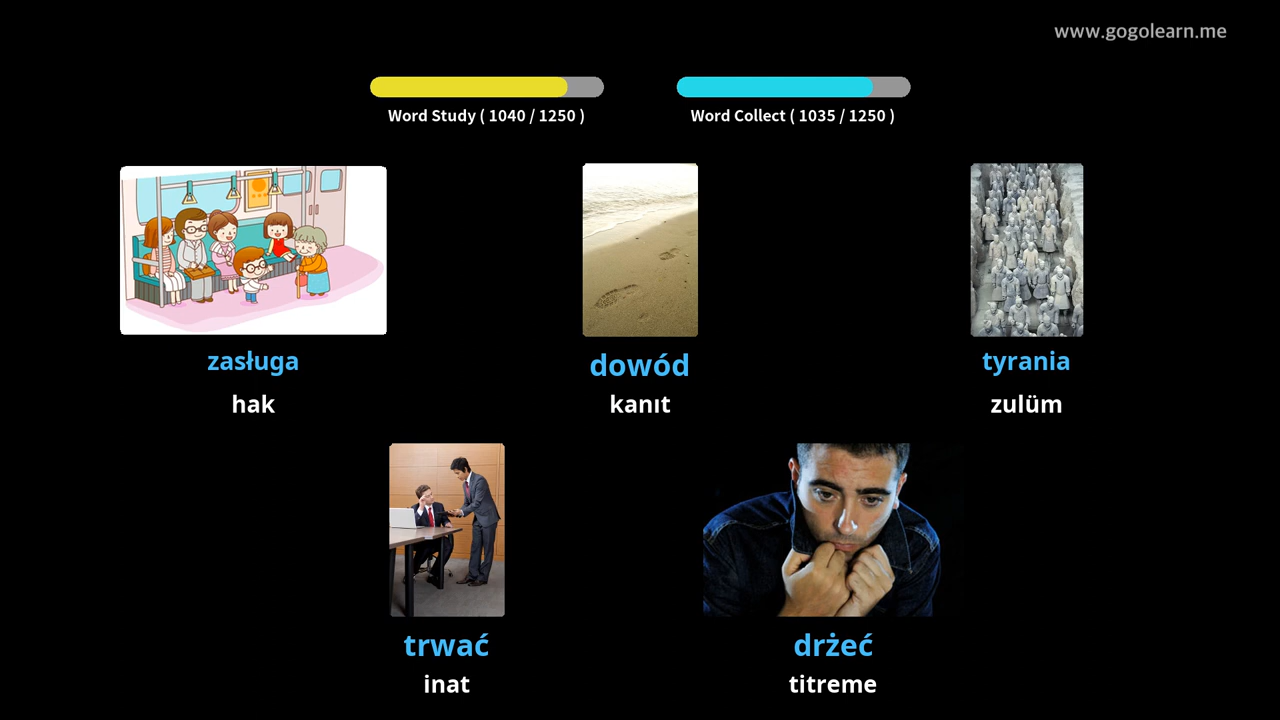 www.gogolearn.me
Word Study ( 1040 / 1250 )
Word Collect ( 1035 / 1250 )
zasługa
hak
dowód
kanıt
tyrania
zulüm
trwać
inat
drżeć
titreme